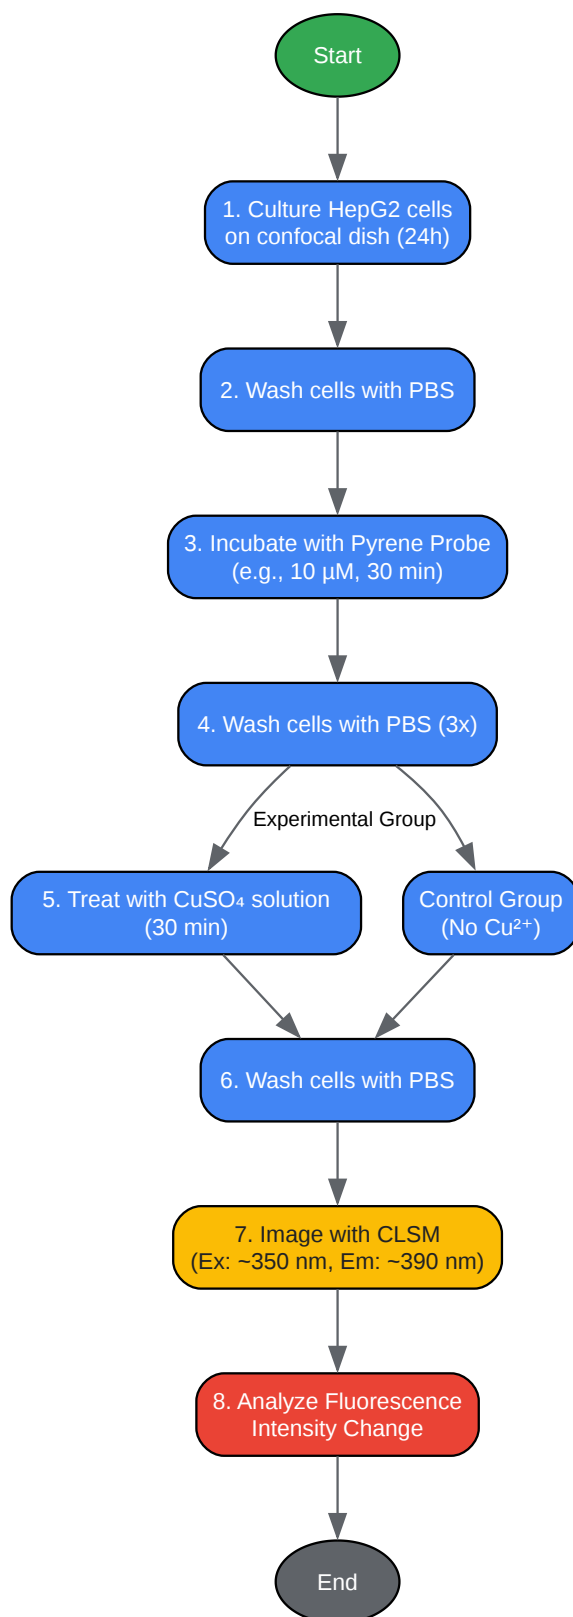 Start
1. Culture HepG2 cells
on confocal dish (24h)
2. Wash cells with PBS
3. Incubate with Pyrene Probe
(e.g., 10 µM, 30 min)
4. Wash cells with PBS (3x)
Experimental Group
5. Treat with CuSO₄ solution
(30 min)
Control Group
(No Cu²⁺)
6. Wash cells with PBS
7. Image with CLSM
(Ex: ~350 nm, Em: ~390 nm)
8. Analyze Fluorescence
Intensity Change
End